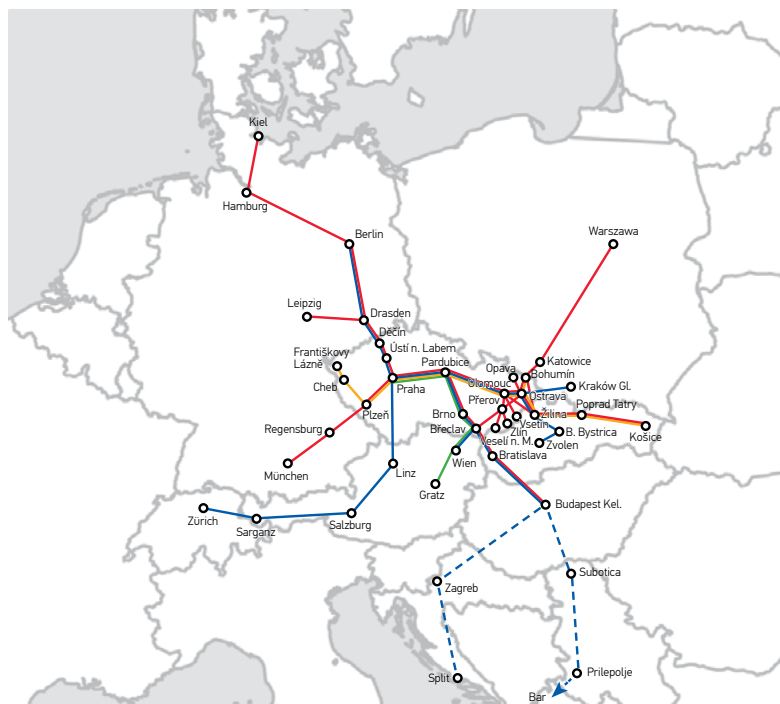 Kiel
Hamburg
Berlin
Warszawa
Leipzig
Drasden
Děčín
Ústí n. Labem
Františkovy
Lázně
Pardubice
Opava
Katowice
Bohumín
Cheb
Praha
Olomouc
Kraków Gl.
Ostrava
Plzeň
Přerov
Poprad Tatry
Žilina
Brno
Vsetín
Regensburg
Břeclav
Zlín
B. Bystrica
Košice
Veselí n. M.
Zvolen
München
Wien
Bratislava
Linz
Gratz
Budapest Kel.
Zürich
Sarganz
Salzburg
Subotica
Zagreb
Split
Prilepolje
Bar